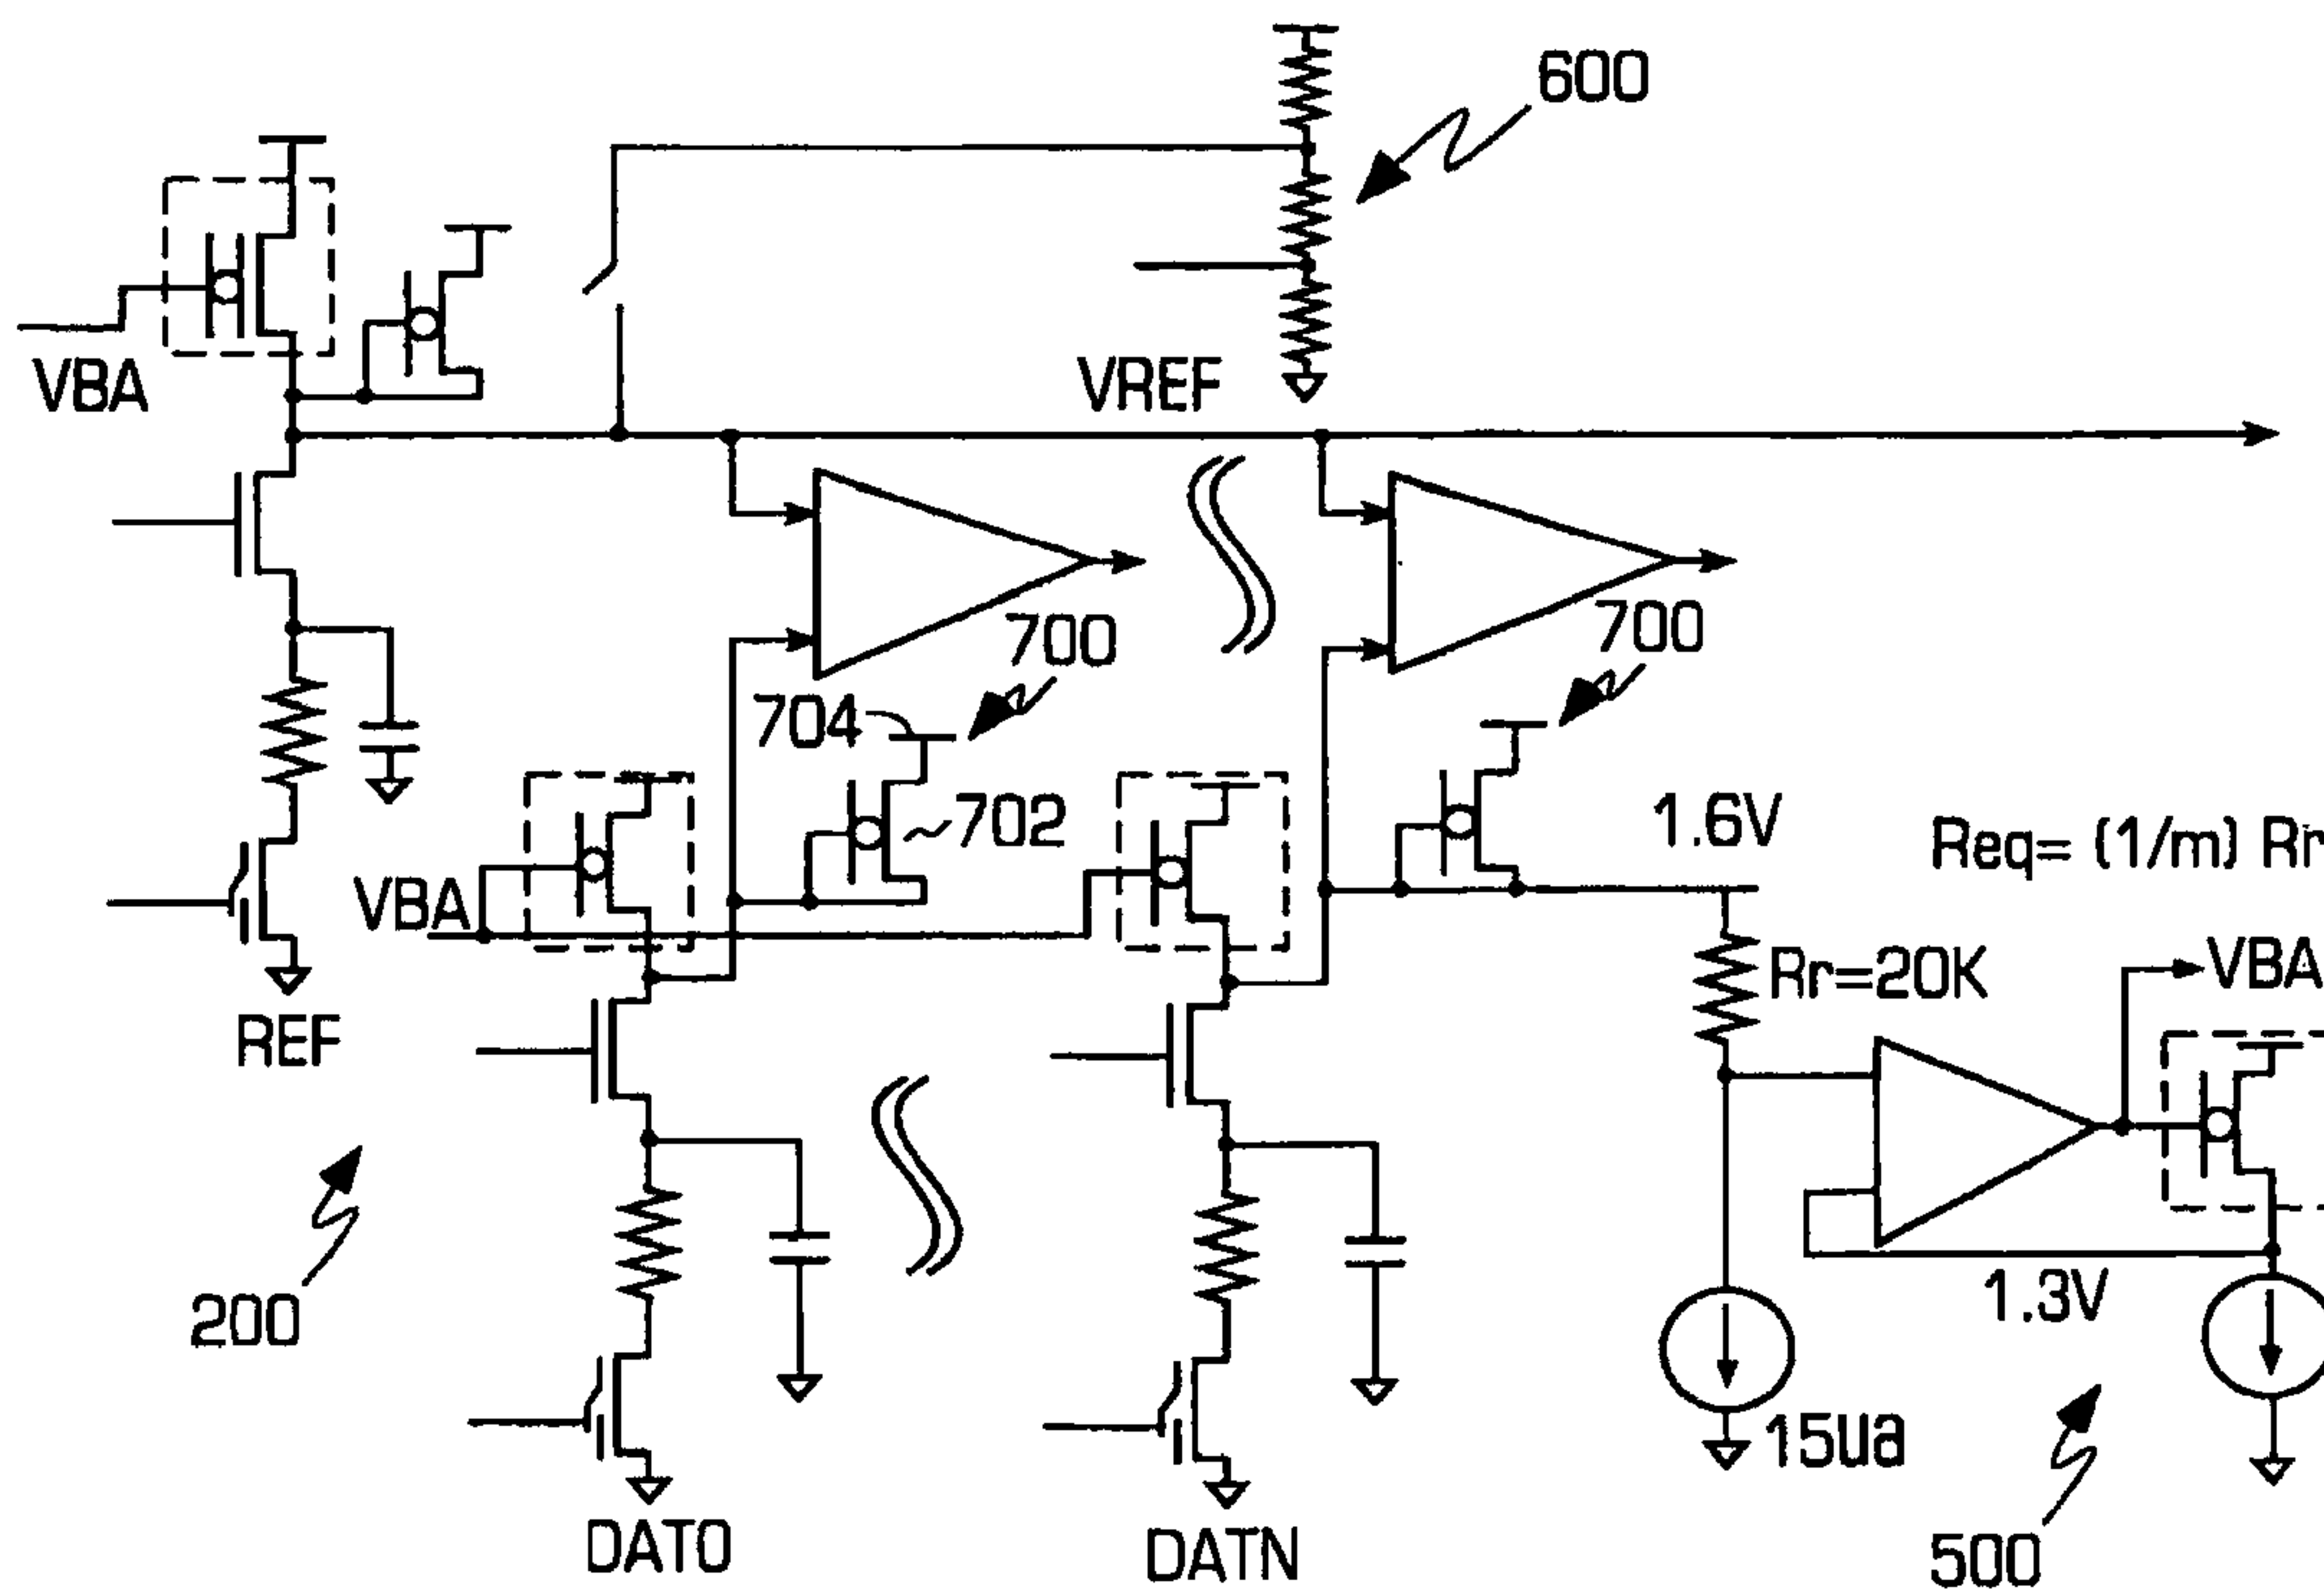 600
VBA
VREF
700
700
704
702
1.6V
Req= (1/m) Rr
VBA
Rr=20K
VBA
REF
200
1.3V
15ua
500
DAT0
DATN